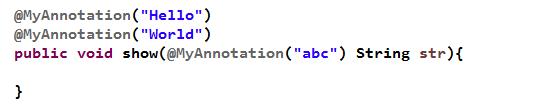 @MyAnnotation("Hello")
@MyAnnotation("World")
public void show(@MyAnnotation("abc") String str){
}